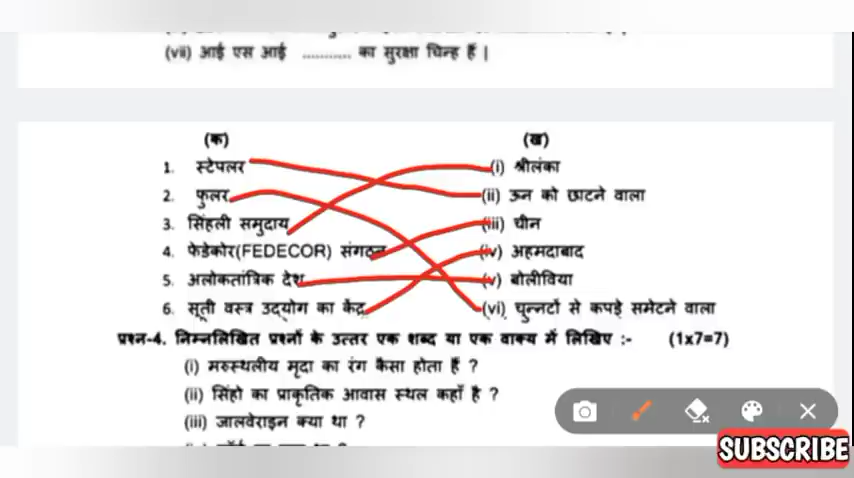 (vii) आई एस आई ........... का सुरक्षा चिन्ह हैं |
(क) (ख)
1. स्टेपलर (i) श्रीलंका
2. फुलर (ii) ऊन को छाटने वाला
3. सिंहली समुदाय (iii) चीन
4. फेडेकोर(FEDECOR) संगठन (iv) अहमदाबाद
5. अलोकतांत्रिक देश (v) बोलीविया
6. सूती वस्त्र उद्योग का केंद्र (vi) चुन्नटों से कपड़े समेटने वाला
प्रश्न-4. निम्नलिखित प्रश्नों के उत्तर एक शब्द या एक वाक्य में लिखिए :- (1x7=7)
(i) मरुस्थलीय मृदा का रंग कैसा होता हैं ?
(ii) सिंहो का प्राकृतिक आवास स्थल कहाँ है ?
(iii) जालवेराइन क्या था ?
SUBSCRIBE